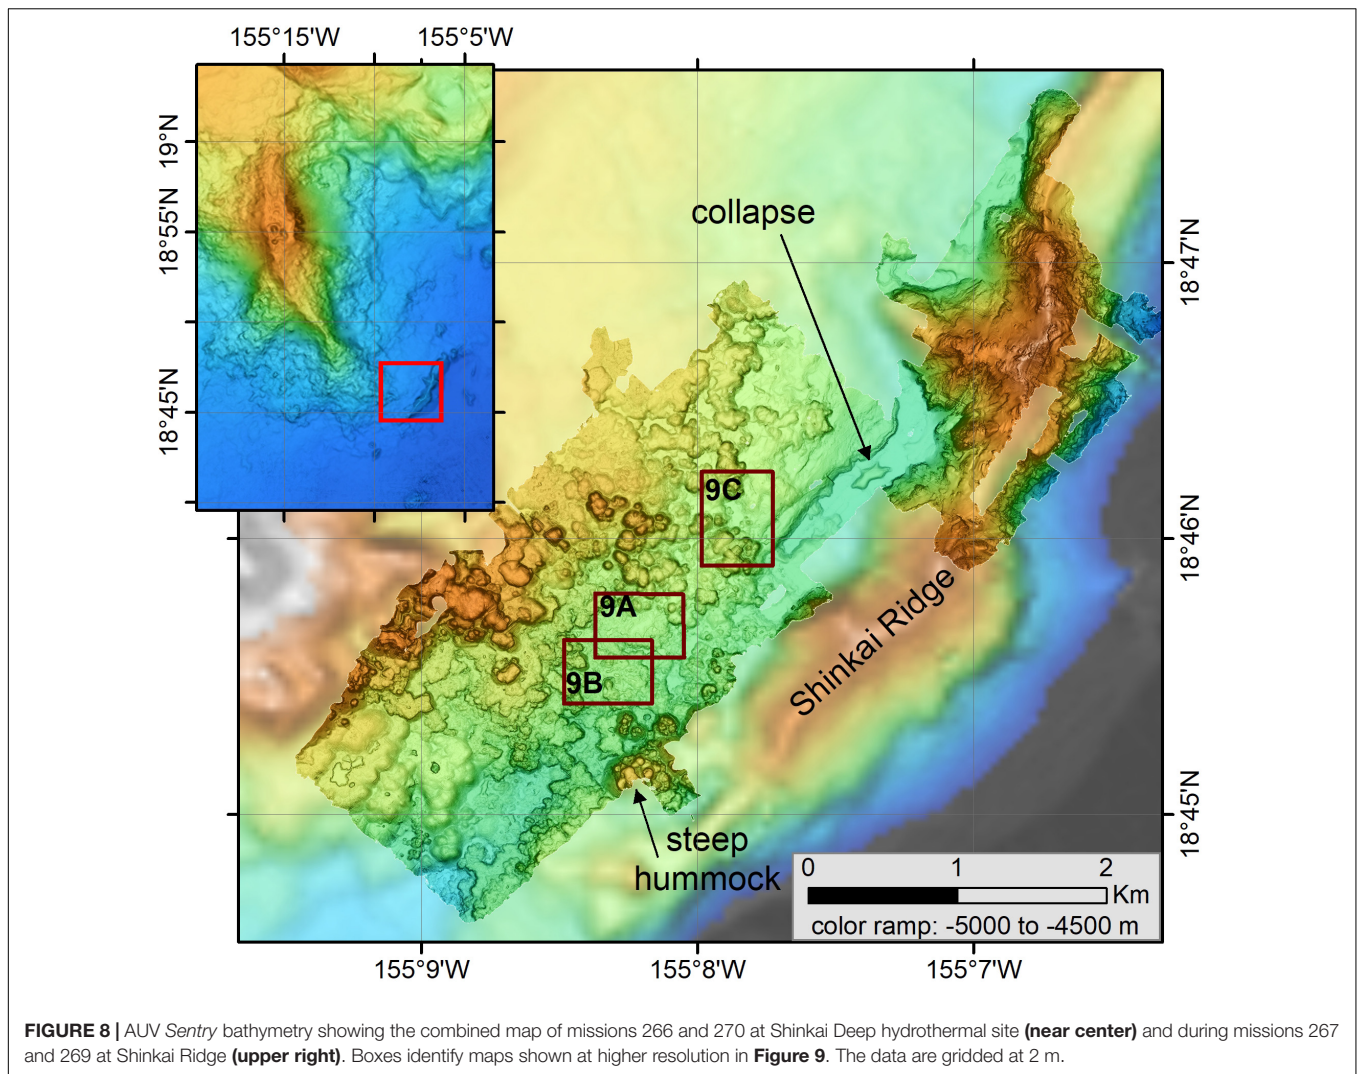 155°15'W 155°5'W
19°N
18°55'N
18°45'N
collapse
18°47'N
9C
18°46'N
9A
9B
Shinkai Ridge
18°45'N
steep
hummock
0 1 2
Km
color ramp: -5000 to -4500 m
155°9'W 155°8'W 155°7'W
FIGURE 8 | AUV Sentry bathymetry showing the combined map of missions 266 and 270 at Shinkai Deep hydrothermal site (near center) and during missions 267
and 269 at Shinkai Ridge (upper right). Boxes identify maps shown at higher resolution in Figure 9. The data are gridded at 2 m.